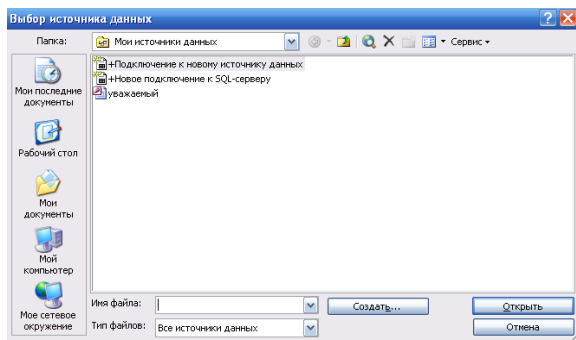 Выбор источника данных
Папка:
Мои источники данных
Сервис
+Подключение к новому источнику данных
+Новое подключение к SQL-серверу
уважаемый
Мои последние
документы
Рабочий стол
Мои
документы
Мой
компьютер
Мое сетевое
окружение
Имя файла:
Создать...
Открыть
Тип файлов:
Все источники данных
Отмена